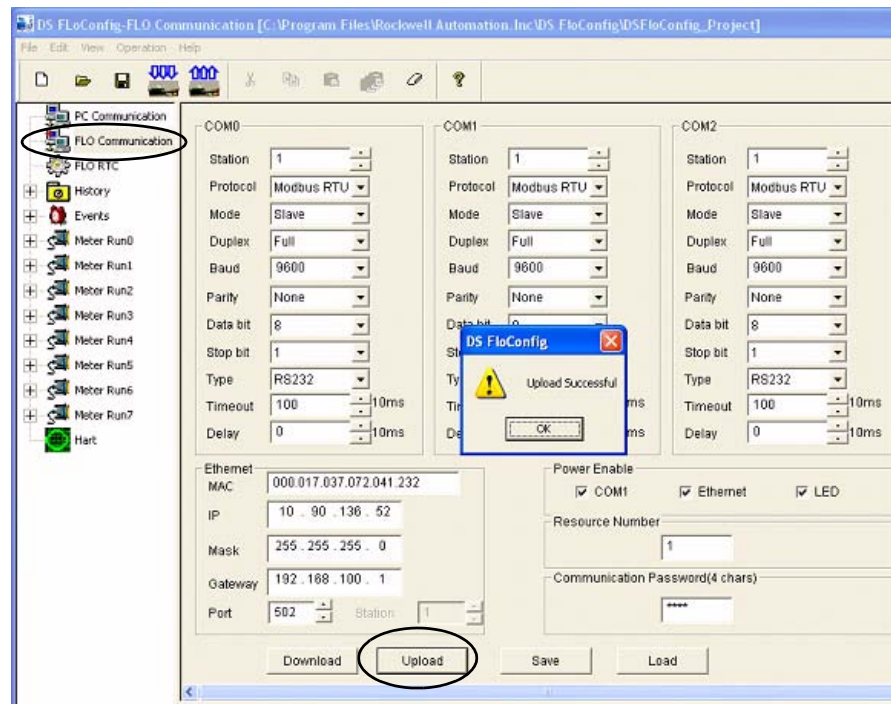 DS FLoConfig-FLO Communication [C:\Program Files\Rockwell Automation.Inc\DS FloConfig\DSFloConfig_Project]
File Edit View Operation Help
PC Communication
FLO Communication
FLO RTC
History
Events
Meter Run0
Meter Run1
Meter Run2
Meter Run3
Meter Run4
Meter Run5
Meter Run6
Meter Run7
Hart
COM0 COM1 COM2
Station 1 Station 1 Station 1
Protocol Modbus RTU Protocol Modbus RTU Protocol Modbus RTU
Mode Slave Mode Slave Mode Slave
Duplex Full Duplex Full Duplex Full
Baud 9600 Baud 9600 Baud 9600
Parity None Parity None Parity None
Data bit 8 Data bit Data bit 8
Stop bit 1 Stop bit 1
Type RS232 Type RS232
Timeout 100 10ms ms Timeout 100 10ms
Delay 0 10ms ms Delay 0 10ms
DS FloConfig
Upload Successful
OK
Ethernet
MAC 000.017.037.072.041.232
IP 10 . 90 .136 . 52
Mask 255 . 255 . 255 . 0
Gateway 192 .168 .100 . 1
Port 502 Station 1
Power Enable
COM1 Ethernet LED
Resource Number
1
Communication Password(4 chars)
****
Download Upload Save Load